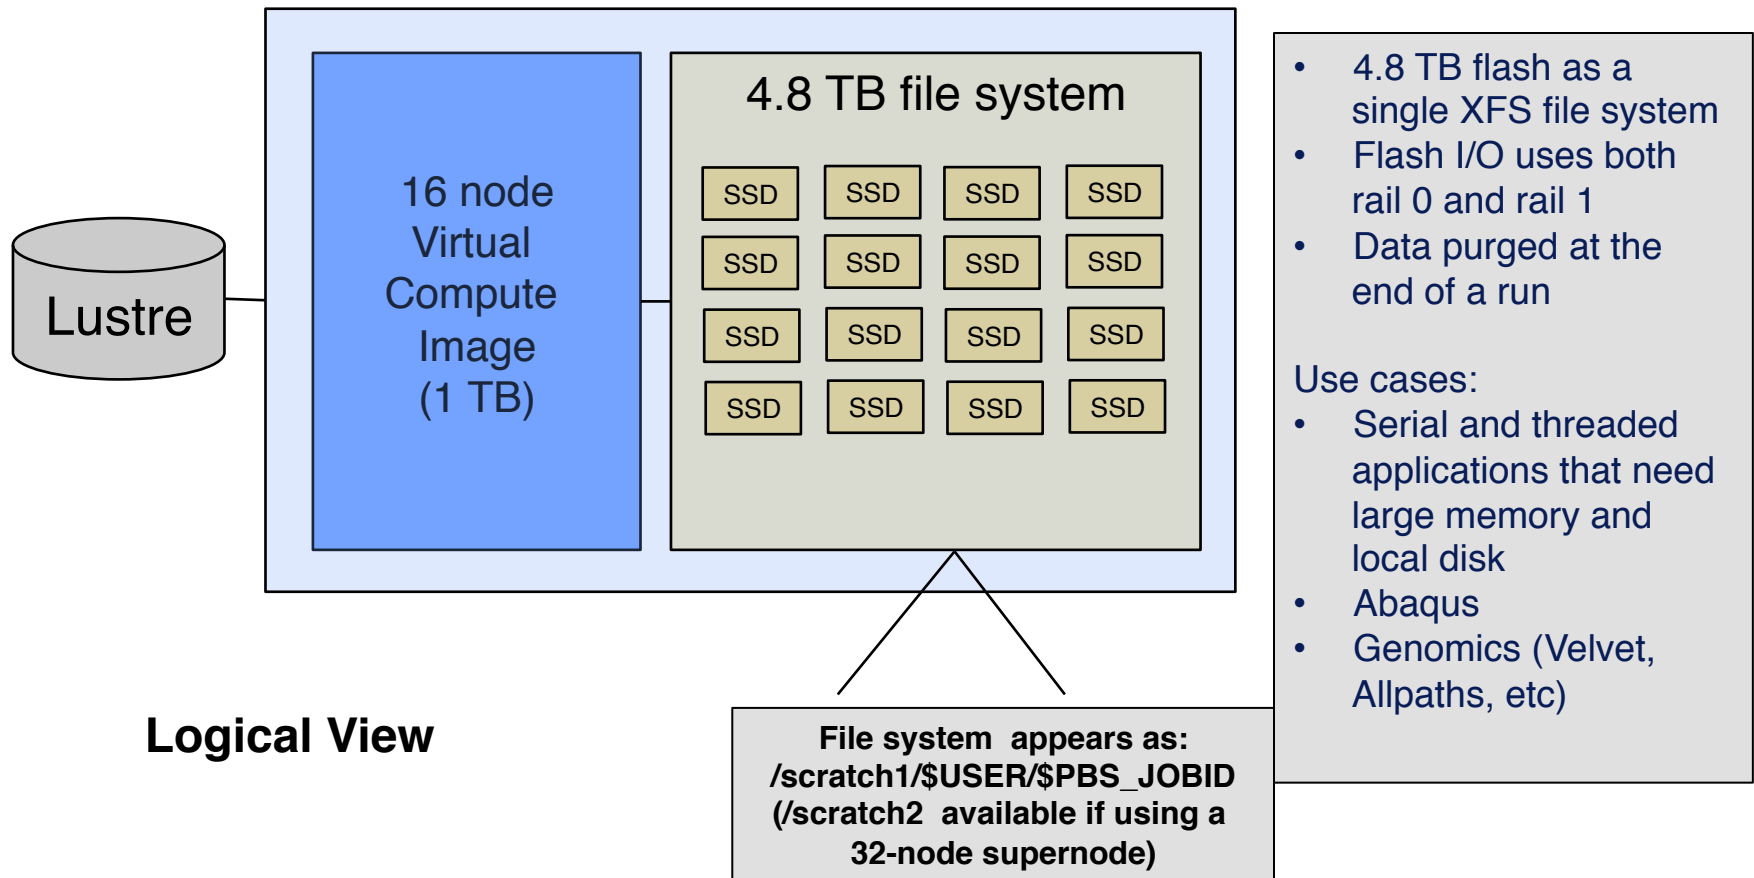 Lustre
16 node
Virtual
Compute
Image
(1 TB)
4.8 TB file system
SSD SSD SSD SSD
SSD SSD SSD SSD
SSD SSD SSD SSD
SSD SSD SSD SSD
• 4.8 TB flash as a
single XFS file system
• Flash I/O uses both
rail 0 and rail 1
• Data purged at the
end of a run
Use cases:
• Serial and threaded
applications that need
large memory and
local disk
• Abaqus
• Genomics (Velvet,
Allpaths, etc)
Logical View
File system appears as:
/scratch1/$USER/$PBS_JOBID
(/scratch2 available if using a
32-node supernode)